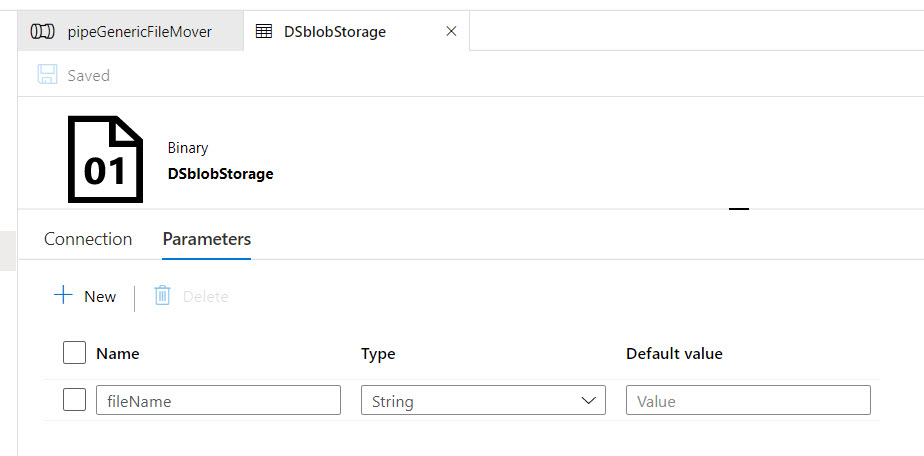 pipeGenericFileMover DSblobStorage
Saved
01 Binary
DSblobStorage
Connection Parameters
New Delete
Name Type Default value
fileName String Value